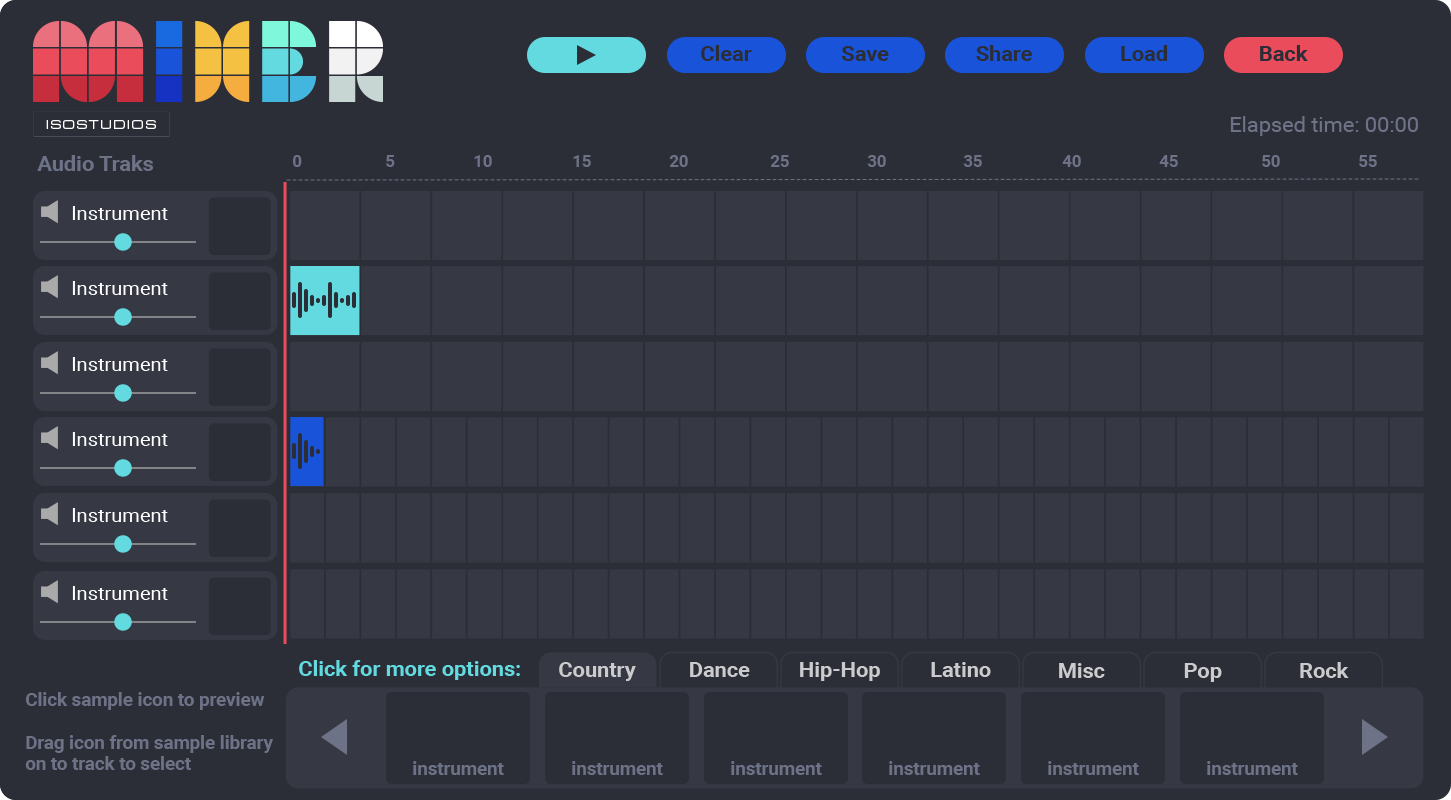 MIXER
ISOSTUDIOS
Clear Save Share Load Back
Elapsed time: 00:00
Audio Traks
0 5 10 15 20 25 30 35 40 45 50 55
Instrument
Instrument
Instrument
Instrument
Instrument
Instrument
Click for more options: Country Dance Hip-Hop Latino Misc Pop Rock
Click sample icon to preview
Drag icon from sample library
on to track to select
instrument instrument instrument instrument instrument instrument